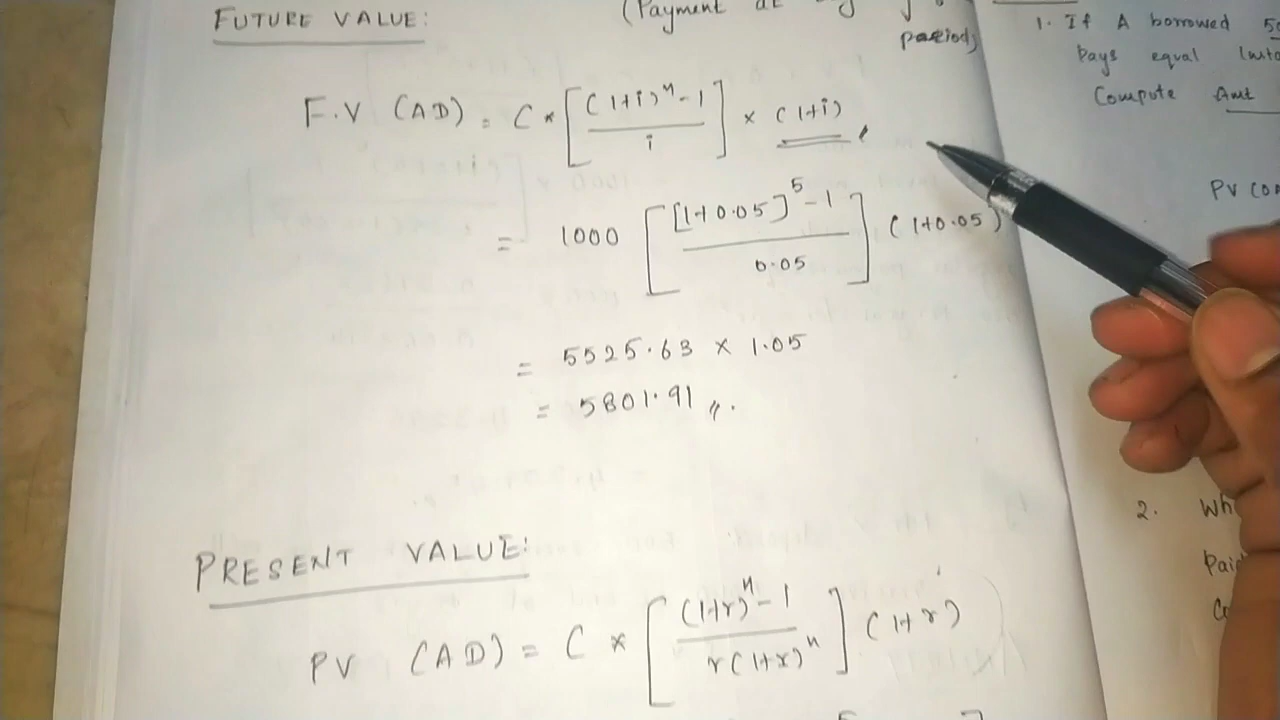 FUTURE VALUE:
(Payment at
period)
F.V (AD) = C * [ (1+i)^n - 1 / i ] × (1+i)
= 1000 [ [1+0.05]^5 - 1 / 0.05 ] (1+0.05)
= 5525.63 × 1.05
= 5801.91 ,,.
PRESENT VALUE:
PV (AD) = C * [ (1+r)^n - 1 / r(1+r)^n ] (1+r)
1. If A borrowed
Pays equal
Compute Amt
PV
2.